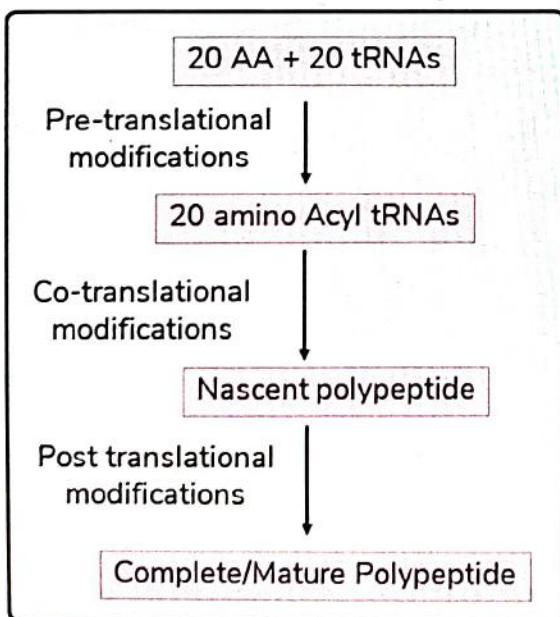 20 AA + 20 tRNAs
Pre-translational
modifications
20 amino Acyl tRNAs
Co-translational
modifications
Nascent polypeptide
Post translational
modifications
Complete/Mature Polypeptide